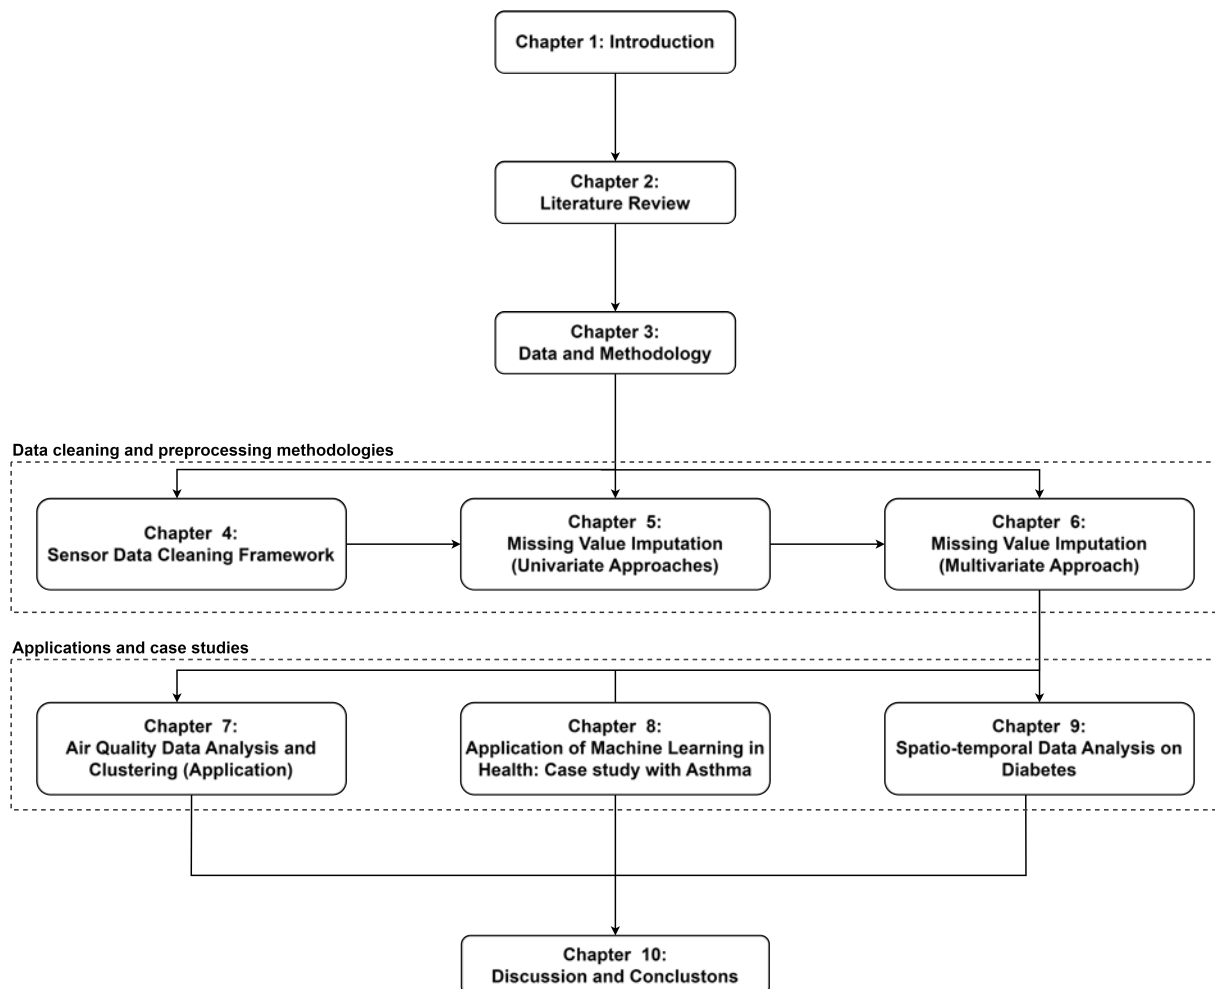 Chapter 1: Introduction
Chapter 2:
Literature Review
Chapter 3:
Data and Methodology
Data cleaning and preprocessing methodologies
Chapter 4:
Sensor Data Cleaning Framework
Chapter 5:
Missing Value Imputation
(Univariate Approaches)
Chapter 6:
Missing Value Imputation
(Multivariate Approach)
Applications and case studies
Chapter 7:
Air Quality Data Analysis and
Clustering (Application)
Chapter 8:
Application of Machine Learning in
Health: Case study with Asthma
Chapter 9:
Spatio-temporal Data Analysis on
Diabetes
Chapter 10:
Discussion and Conclustons